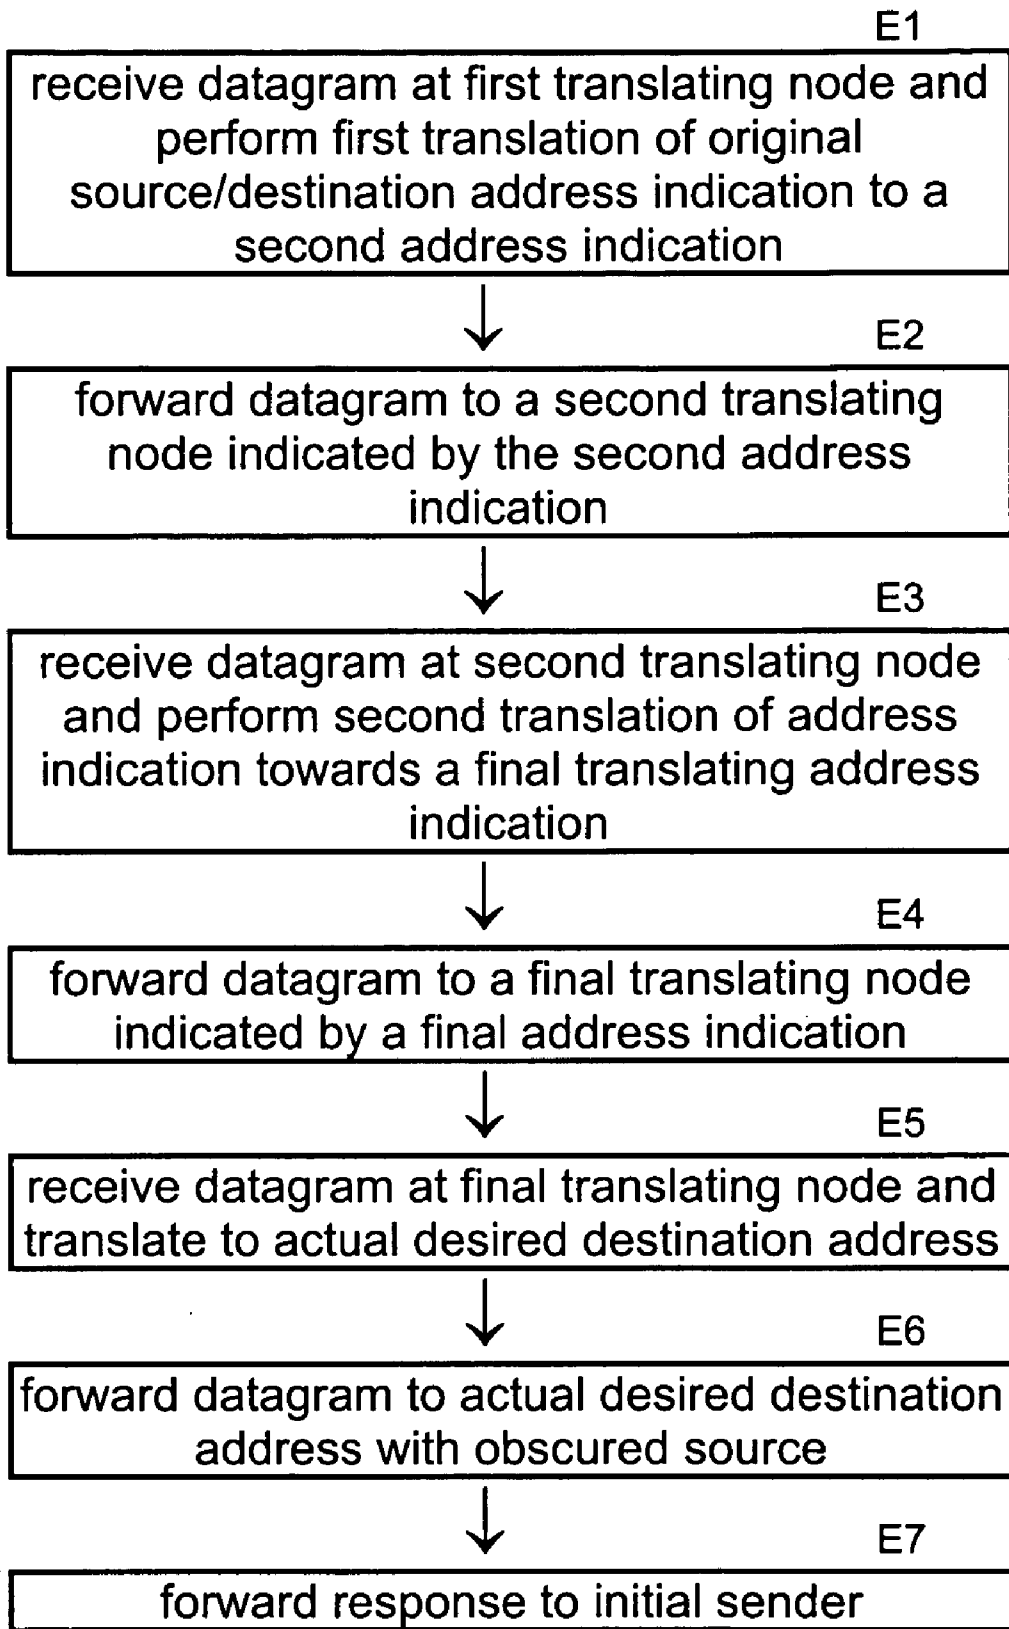 E1
receive datagram at first translating node and
perform first translation of original
source/destination address indication to a
second address indication
E2
forward datagram to a second translating
node indicated by the second address
indication
E3
receive datagram at second translating node
and perform second translation of address
indication towards a final translating address
indication
E4
forward datagram to a final translating node
indicated by a final address indication
E5
receive datagram at final translating node and
translate to actual desired destination address
E6
forward datagram to actual desired destination
address with obscured source
E7
forward response to initial sender